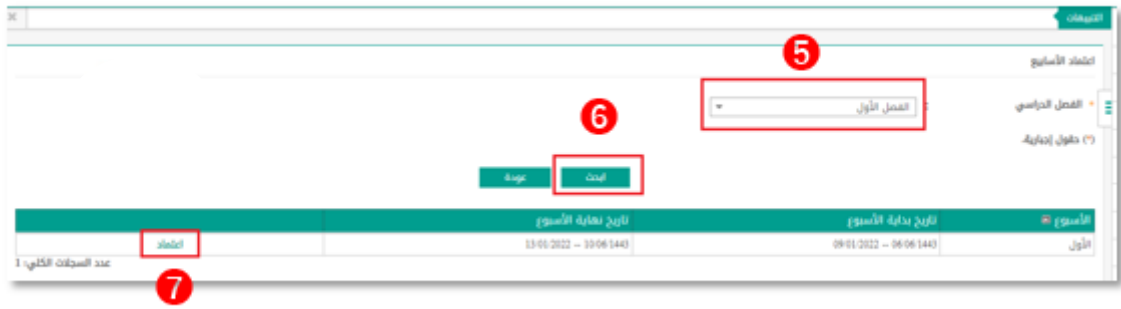 التنبيهات
اعتماد الأسابيع
5
* الفصل الدراسي : الفصل الأول
6
(*) حقول إجبارية.
ابحث عودة
الأسبوع تاريخ بداية الأسبوع تاريخ نهاية الأسبوع
الأول 06/06/1443 -- 09/01/2022 10/06/1443 -- 13/01/2022 اعتماد
عدد السجلات الكلي: 1
7